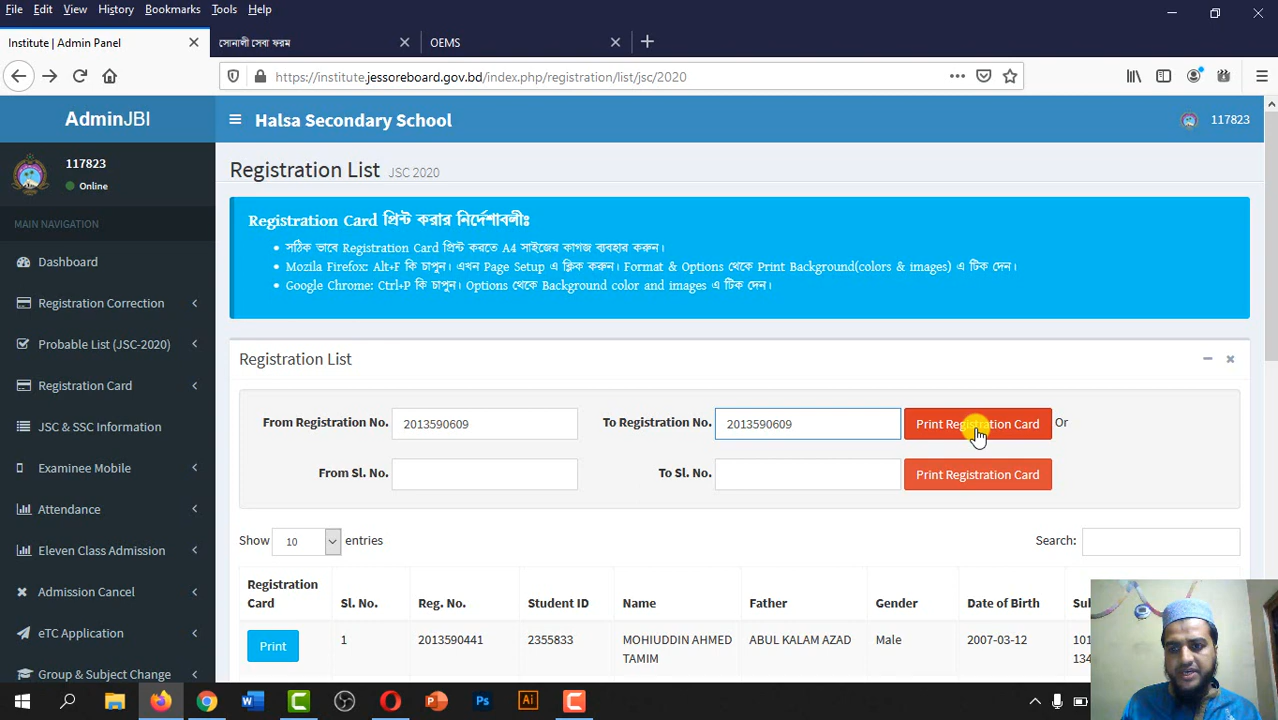 File Edit View History Bookmarks Tools Help
Institute | Admin Panel
সোনালী সেবা ফরম
OEMS
https://institute.jessoreboard.gov.bd/index.php/registration/list/jsc/2020
AdminJBI
Halsa Secondary School
117823
117823
Online
MAIN NAVIGATION
Dashboard
Registration Correction
Probable List (JSC-2020)
Registration Card
JSC & SSC Information
Examinee Mobile
Attendance
Eleven Class Admission
Admission Cancel
eTC Application
Group & Subject Change
Registration List JSC 2020
Registration Card প্রিন্ট করার নির্দেশাবলীঃ
সঠিক ভাবে Registration Card প্রিন্ট করতে A4 সাইজের কাগজ ব্যবহার করুন।
Mozila Firefox: Alt+F কি চাপুন। এখন Page Setup এ ক্লিক করুন। Format & Options থেকে Print Background(colors & images) এ টিক দেন।
Google Chrome: Ctrl+P কি চাপুন। Options থেকে Background color and images এ টিক দেন।
Registration List
From Registration No. 2013590609 To Registration No. 2013590609 Print Registration Card Or
From Sl. No. To Sl. No. Print Registration Card
Show 10 entries Search:
Registration Card Sl. No. Reg. No. Student ID Name Father Gender Date of Birth
Print 1 2013590441 2355833 MOHIUDDIN AHMED TAMIM ABUL KALAM AZAD Male 2007-03-12